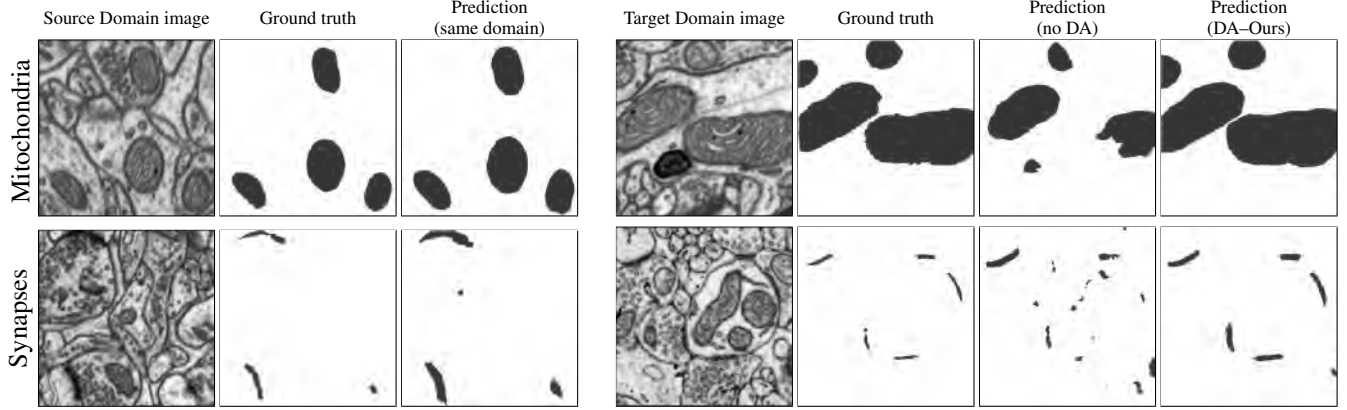 Source Domain image
Ground truth
Prediction
(same domain)
Target Domain image
Ground truth
Prediction
(no DA)
Prediction
(DA–Ours)
Mitochondria
Synapses